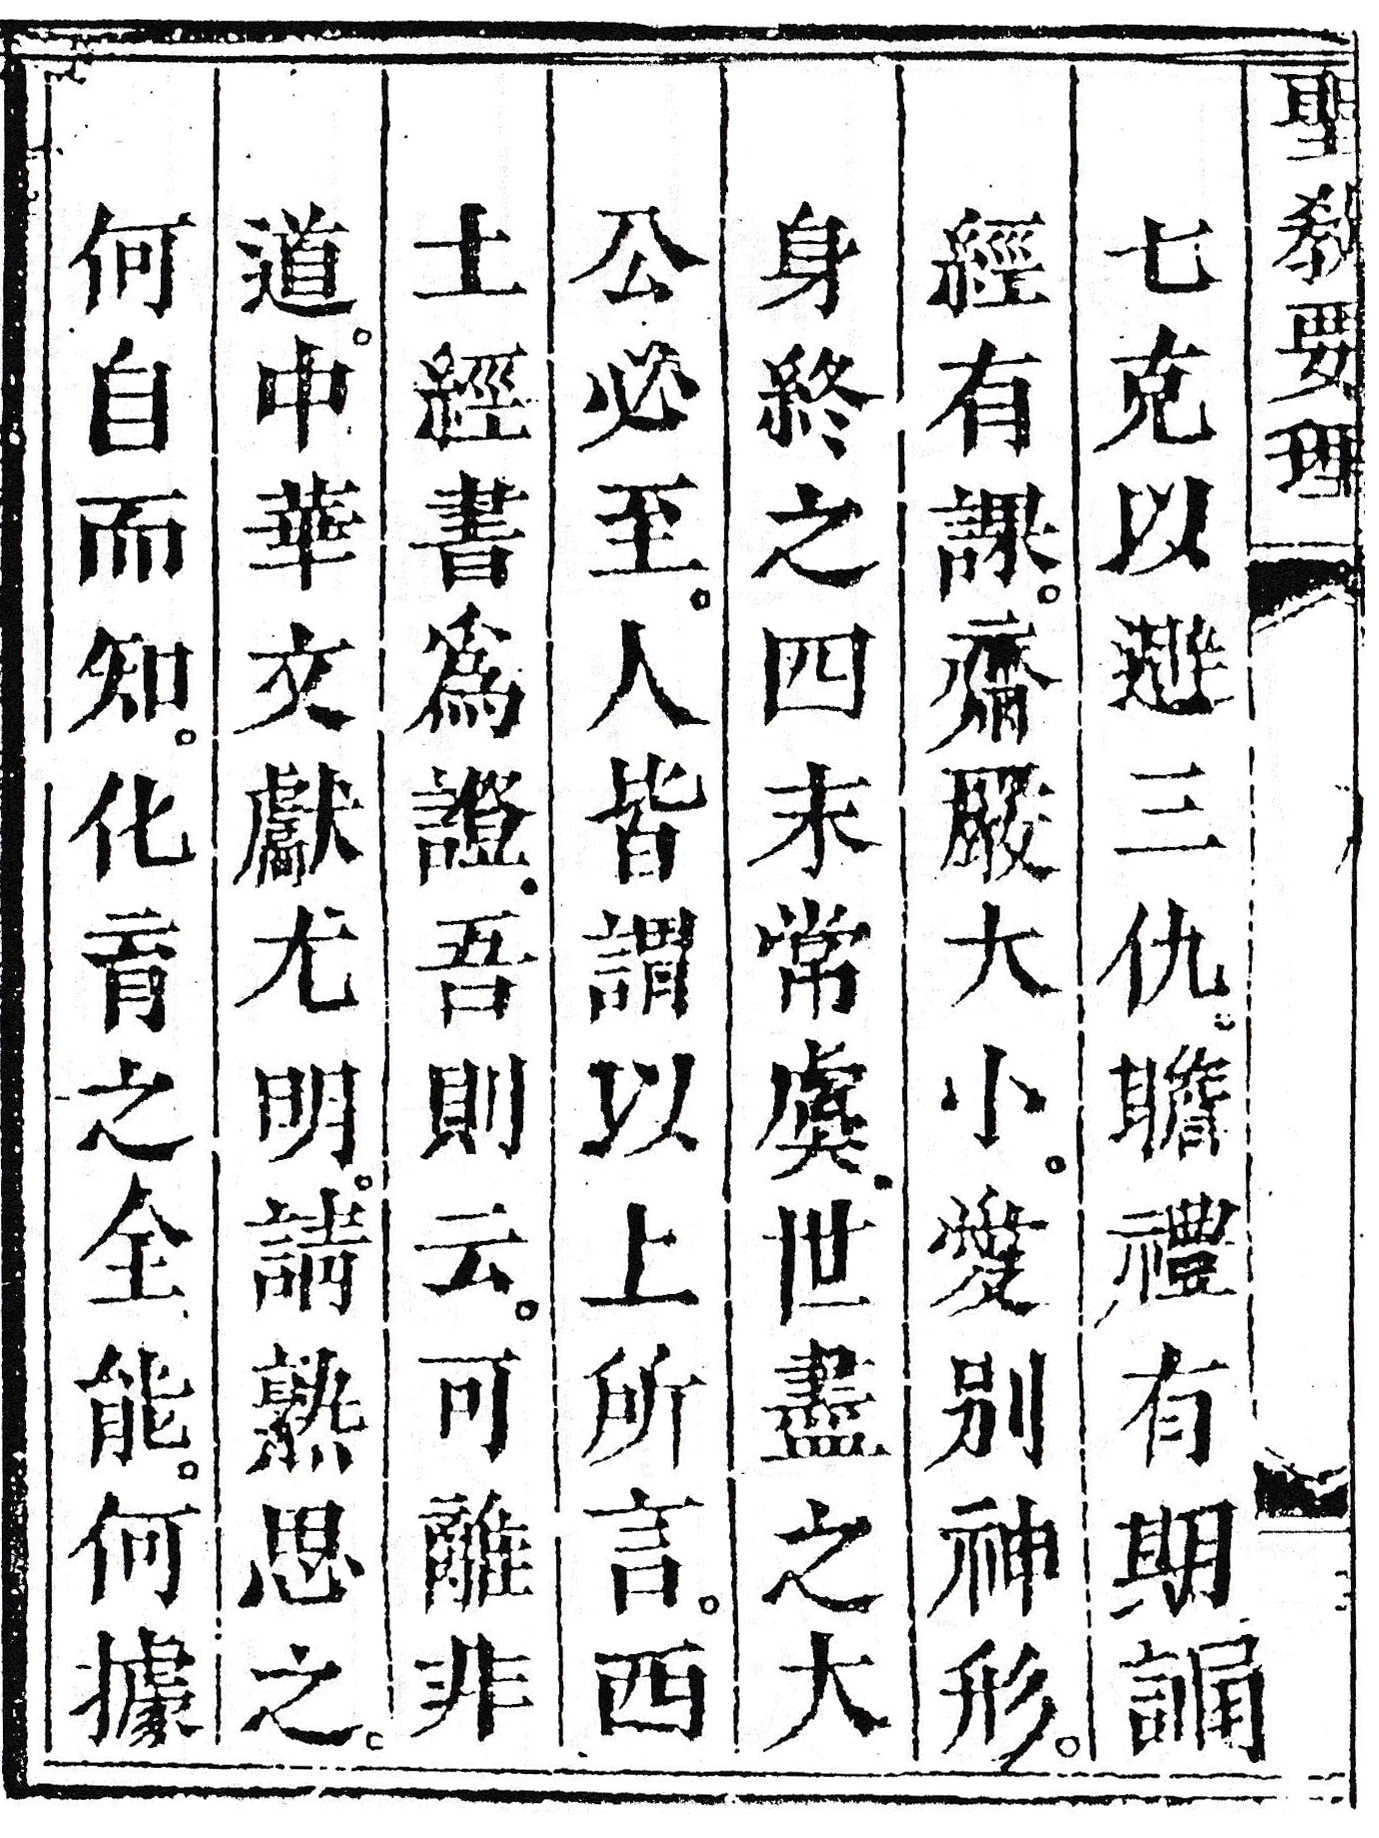 聖教要理
七克以遯三仇。瞻禮有期誦
經有課。齋嚴大小。愛別神形。
身終之四末常虞。世盡之大
公必至。人皆謂以上所言。西
士經書爲證。吾則云。可離非
道。中華文獻尤明。請熟思之。
何自而知。化育之全能。何據